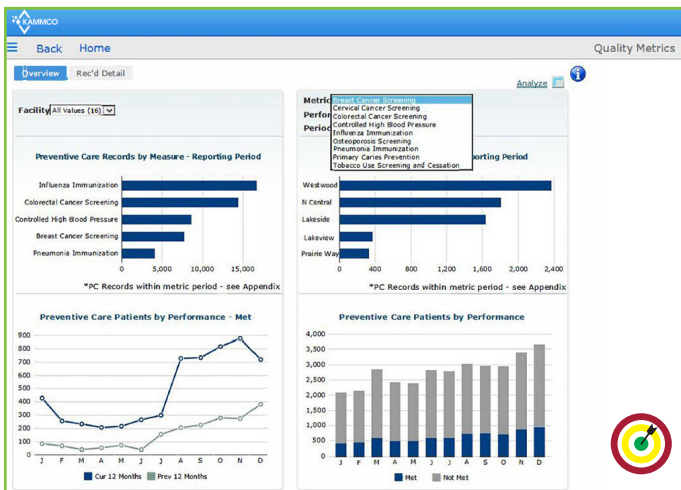 KAMMCO
Back Home Quality Metrics
Overview Rec'd Detail
Analyze
Facility All Values (16)
Metric
Perfor
Period
Breast Cancer Screening
Cervical Cancer Screening
Colorectal Cancer Screening
Controlled High Blood Pressure
Influenza Immunization
Osteoporosis Screening
Pneumonia Immunization
Primary Caries Prevention
Tobacco Use Screening and Cessation
Preventive Care Records by Measure - Reporting Period
Influenza Immunization
Colorectal Cancer Screening
Controlled High Blood Pressure
Breast Cancer Screening
Pneumonia Immunization
0 5,000 10,000 15,000
*PC Records within metric period - see Appendix
orting Period
Westwood
N Central
Lakeside
Lakeview
Prairie Way
0 400 800 1,200 1,600 2,000 2,400
*PC Records within metric period - see Appendix
Preventive Care Patients by Performance - Met
900
800
700
600
500
400
300
200
100
0
J F M A M J J A S O N D
Cur 12 Months Prev 12 Months
Preventive Care Patients by Performance
4,000
3,500
3,000
2,500
2,000
1,500
1,000
500
0
J F M A M J J A S O N D
Met Not Met